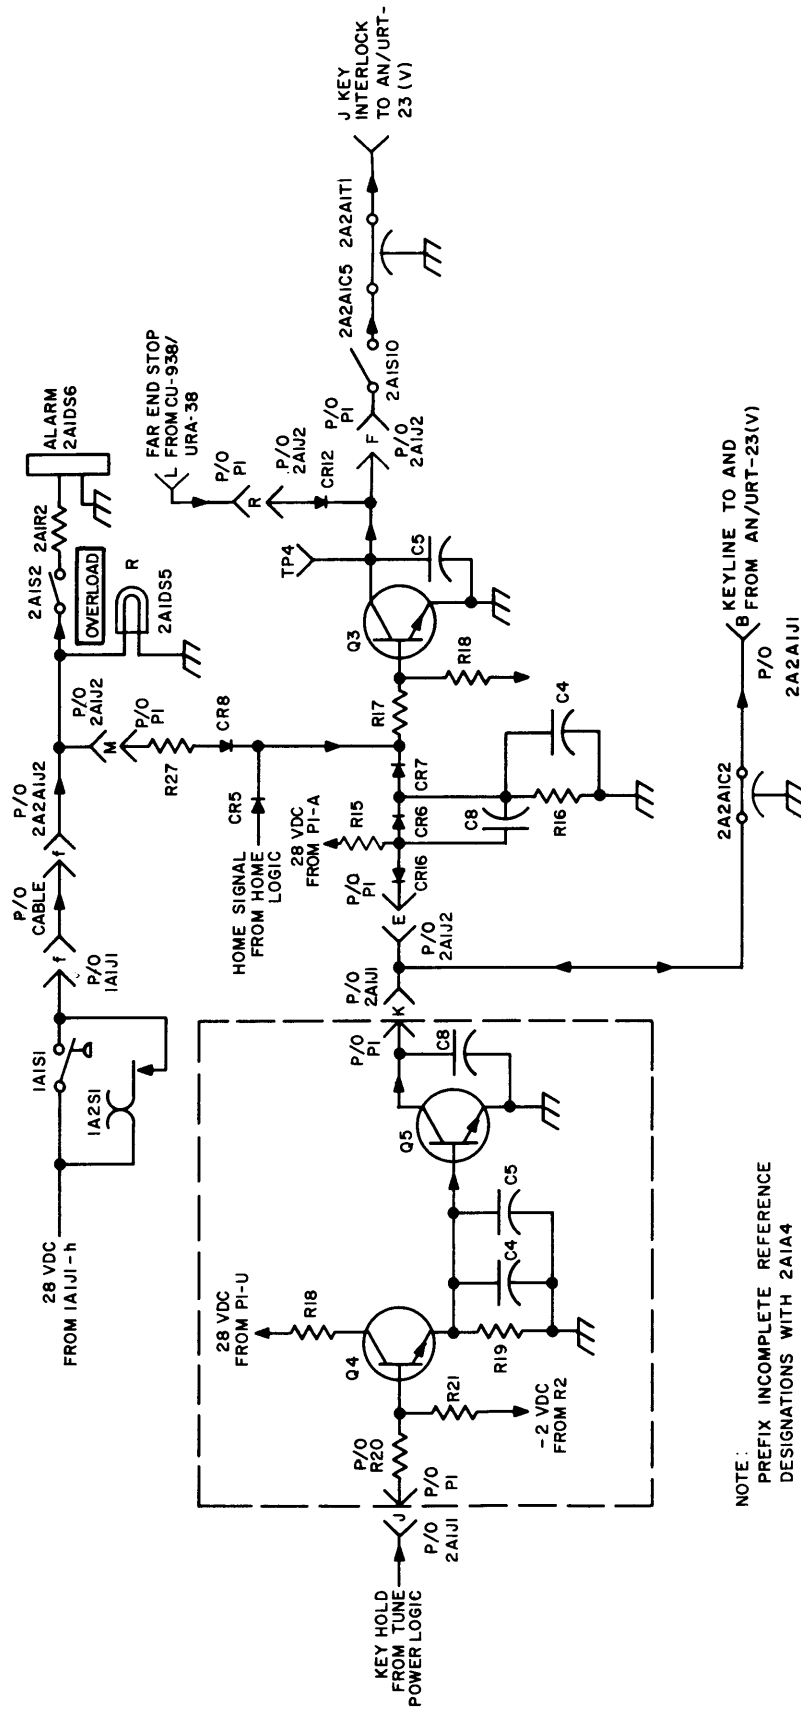 28 VDC
FROM 1A1J1-h
1A1S1
1A2S1
f
P/O
1A1J1
P/O
CABLE
f
P/O
2A2A1J2
P/O
2A1J2
M
P/O
P1
R27
CR8
2A1S2
2A1R2
ALARM
2A1DS6
OVERLOAD
R
2A1DS5
FAR END STOP
FROM CU-938/
URA-38
L
P/O
P1
R
P/O
2A1J2
CR12
HOME SIGNAL
FROM HOME
LOGIC
CR5
28 VDC
FROM P1-A
R15
R17
Q3
TP4
C5
R18
F
P/O
P1
P/O
2A1J2
2A1S10
2A2A1C5
2A2A1T1
J KEY
INTERLOCK
TO AN/URT-
23 (V)
P/O
P1
E
P/O
2A1J2
CR16
CR6
CR7
C8
R16
C4
KEY HOLD
FROM TUNE
POWER LOGIC
J
P/O
2A1J1
P/O
P1
P/O
R20
28 VDC
FROM P1-U
R18
Q4
R21
-2 VDC
FROM R2
R19
C4
C5
Q5
C8
P/O
P1
K
P/O
2A1J1
2A2A1C2
B
P/O
2A2A1J1
KEYLINE TO AND
FROM AN/URT-23(V)
NOTE:
PREFIX INCOMPLETE REFERENCE
DESIGNATIONS WITH 2A1A4